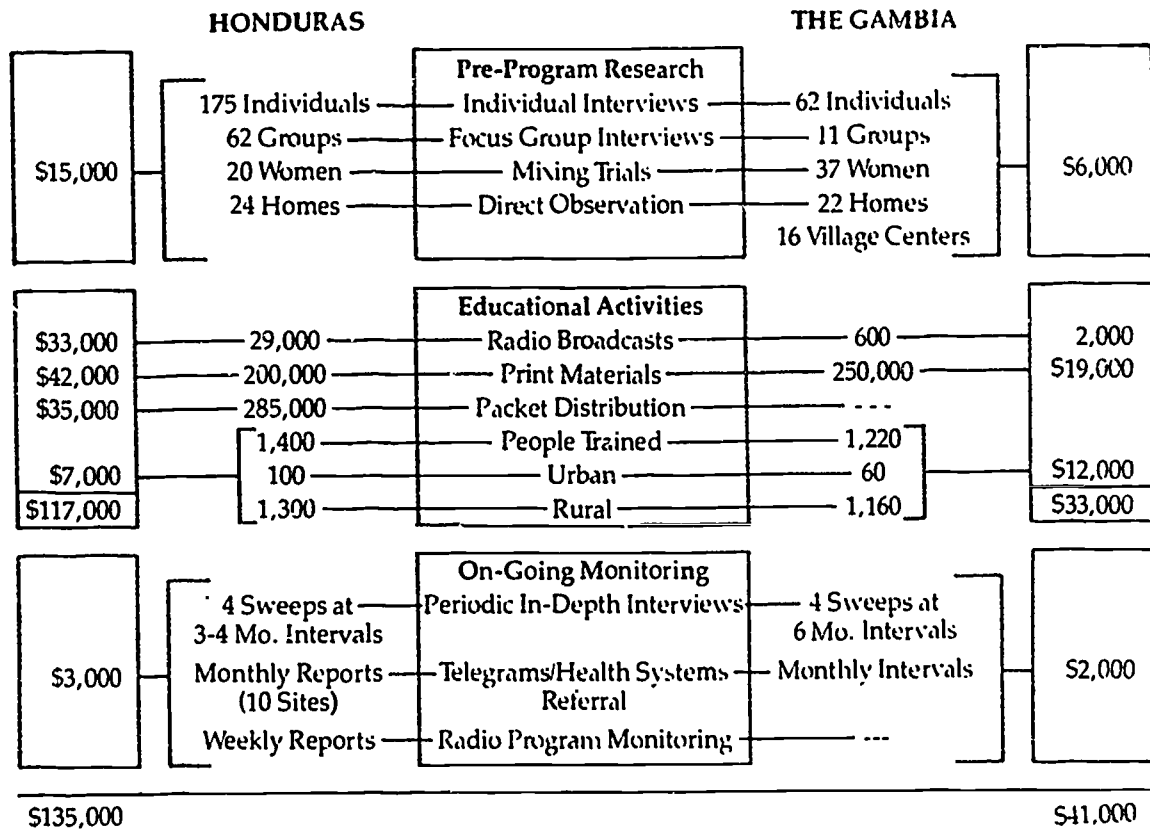 HONDURAS THE GAMBIA
Pre-Program Research
175 Individuals Individual Interviews 62 Individuals
62 Groups Focus Group Interviews 11 Groups
$15,000 20 Women Mixing Trials 37 Women $6,000
24 Homes Direct Observation 22 Homes
16 Village Centers
Educational Activities
$33,000 29,000 Radio Broadcasts 600 2,000
$42,000 200,000 Print Materials 250,000 $19,000
$35,000 285,000 Packet Distribution ---
1,400 People Trained 1,220
$7,000 100 Urban 60 $12,000
$117,000 1,300 Rural 1,160 $33,000
On-Going Monitoring
4 Sweeps at Periodic In-Depth Interviews 4 Sweeps at
3-4 Mo. Intervals 6 Mo. Intervals
$3,000 Monthly Reports Telegrams/Health Systems Monthly Intervals $2,000
(10 Sites) Referral
Weekly Reports Radio Program Monitoring ---
$135,000 $41,000